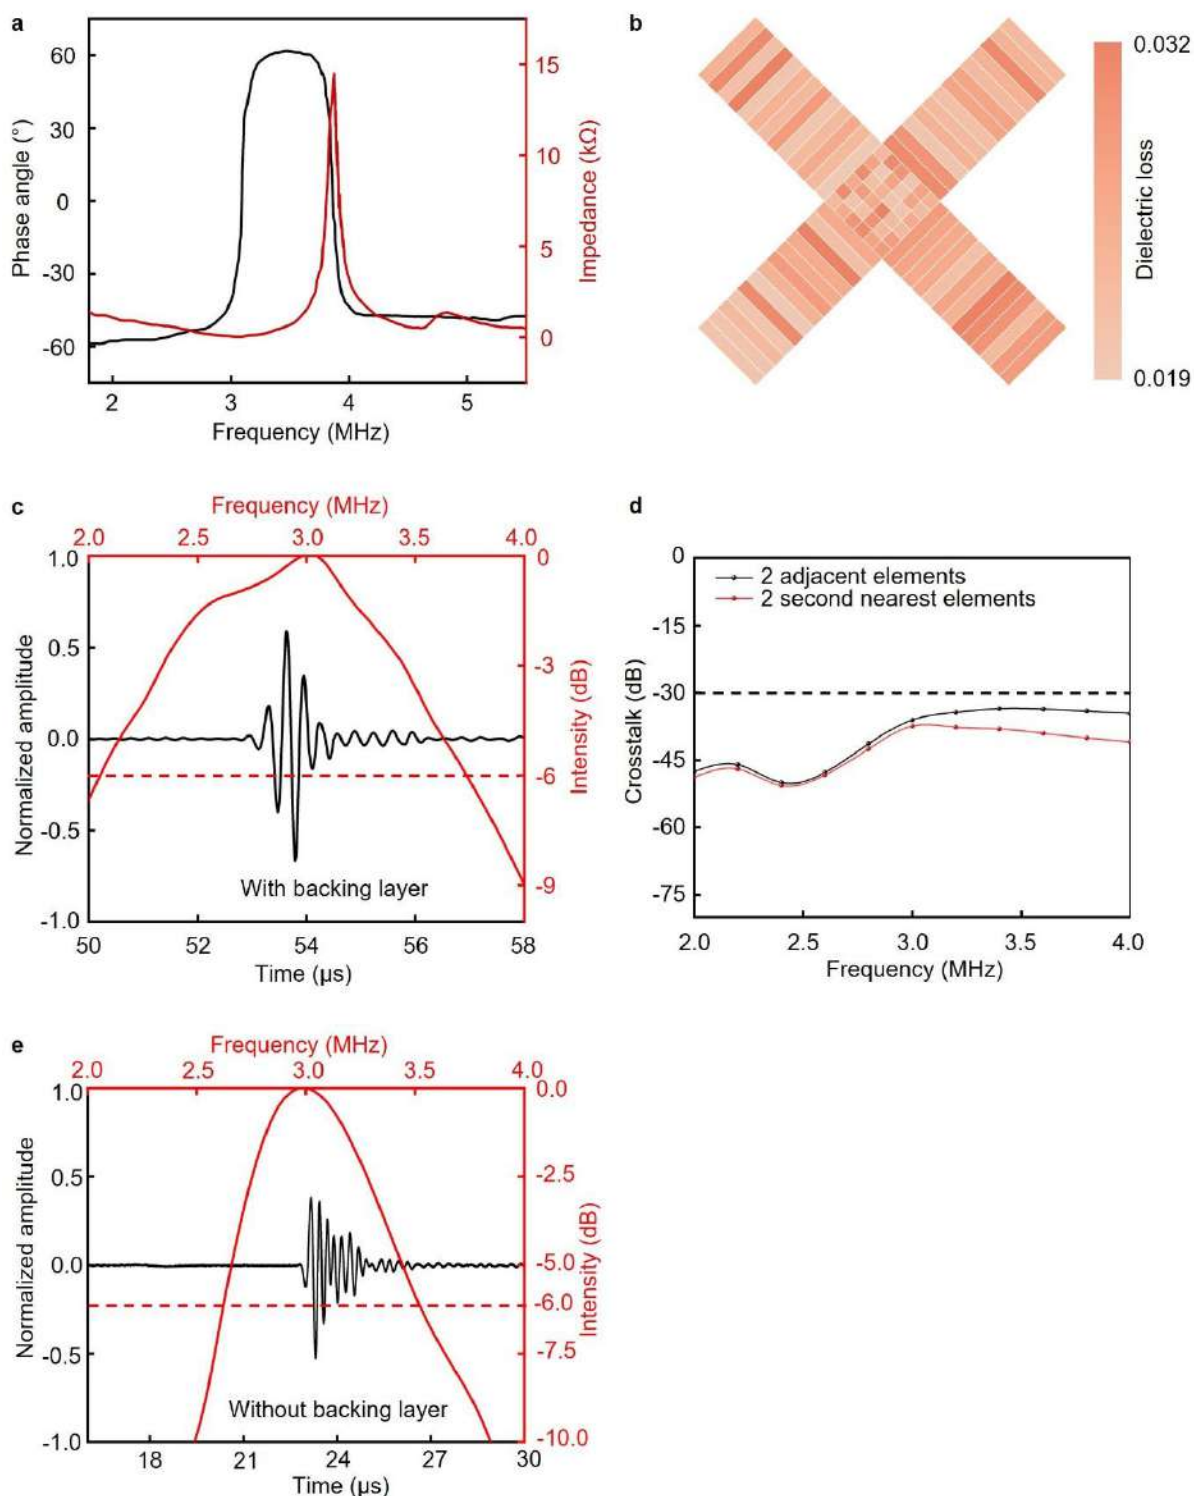 a
60
30
0
-30
-60
Phase angle (°)
15
10
5
0
Impedance (kΩ)
2 3 4 5
Frequency (MHz)
b
0.032
0.019
Dielectric loss
c
Frequency (MHz)
2.0 2.5 3.0 3.5 4.0
1.0
0.5
0.0
-0.5
-1.0
Normalized amplitude
0
-3
-6
-9
Intensity (dB)
With backing layer
50 52 54 56 58
Time (μs)
d
0
-15
-30
-45
-60
-75
Crosstalk (dB)
2 adjacent elements
2 second nearest elements
2.0 2.5 3.0 3.5 4.0
Frequency (MHz)
e
Frequency (MHz)
2.0 2.5 3.0 3.5 4.0
1.0
0.5
0.0
-0.5
-1.0
Normalized amplitude
0.0
-2.5
-5.0
-6.0
-7.5
-10.0
Intensity (dB)
Without backing layer
18 21 24 27 30
Time (μs)